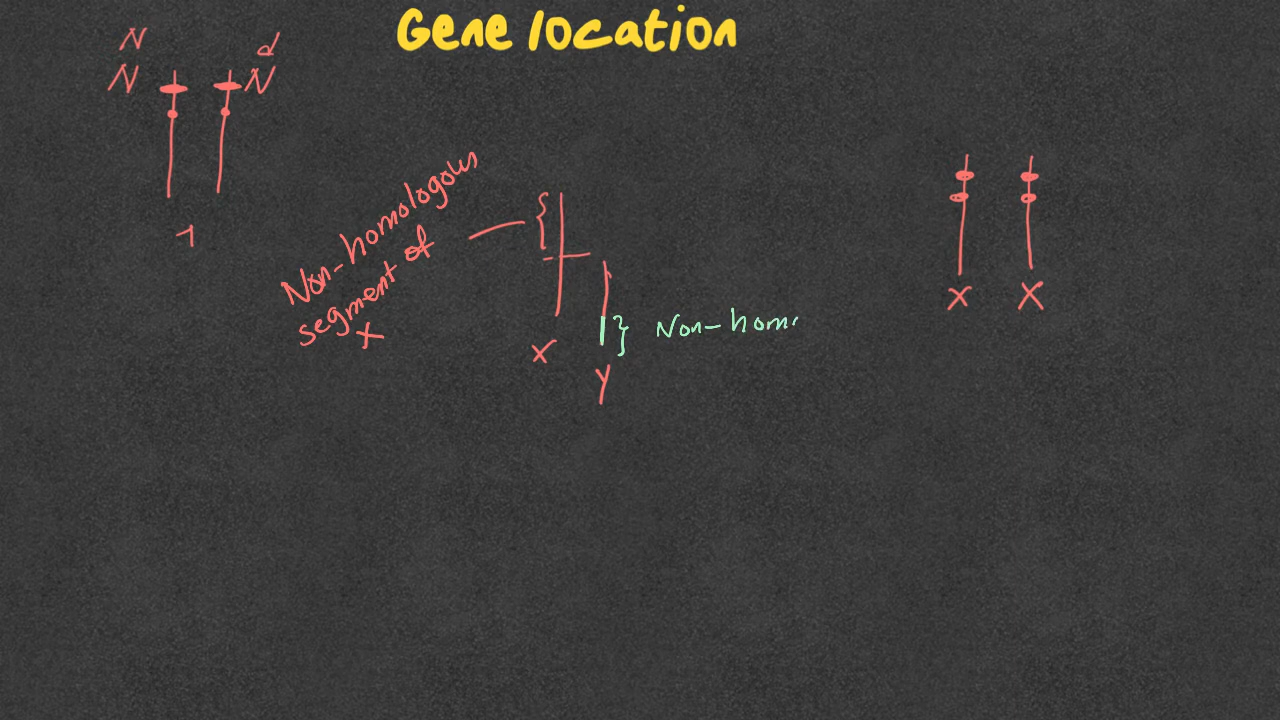 Gene location
N
d
N
N
1
Non-homologous
segment of
X
X
Y
Non-hom
X
X